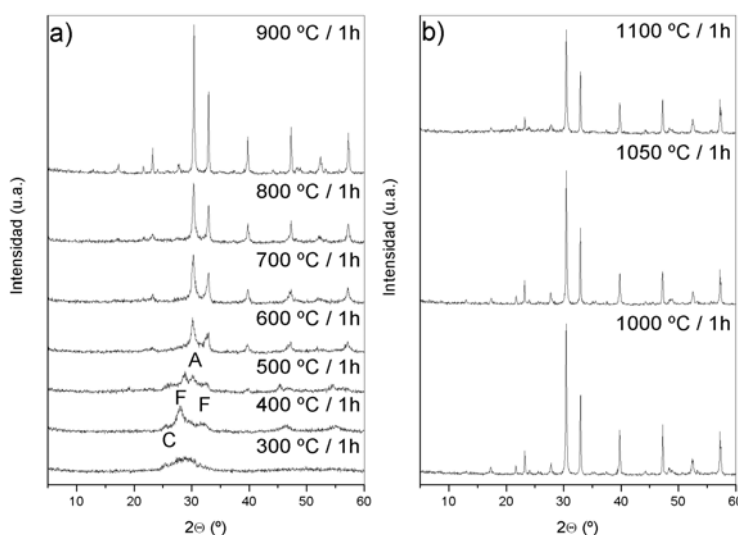 a)
900 ºC / 1h
800 ºC / 1h
700 ºC / 1h
600 ºC / 1h
A
500 ºC / 1h
F F
400 ºC / 1h
C
300 ºC / 1h
Intensidad (u.a.)
10 20 30 40 50 60
2Θ (º)
b)
1100 ºC / 1h
1050 ºC / 1h
1000 ºC / 1h
Intensidad (u.a.)
10 20 30 40 50 60
2Θ (º)